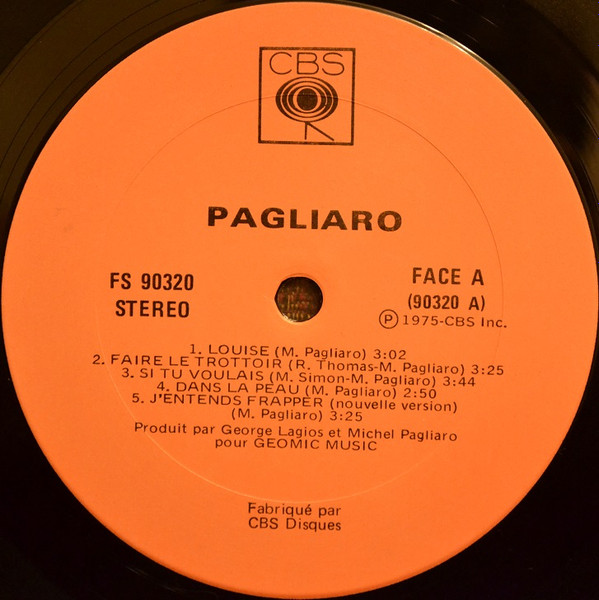 CBS
PAGLIARO
FS 90320
STEREO
FACE A
(90320 A)
Ⓟ 1975-CBS Inc.
1. LOUISE (M. Pagliaro) 3:02
2. FAIRE LE TROTTOIR (R. Thomas-M. Pagliaro) 3:25
3. SI TU VOULAIS (M. Simon-M. Pagliaro) 3:44
4. DANS LA PEAU (M. Pagliaro) 2:50
5. J'ENTENDS FRAPPER (nouvelle version)
(M. Pagliaro) 3:25
Produit par George Lagios et Michel Pagliaro
pour GEOMIC MUSIC
Fabriqué par
CBS Disques